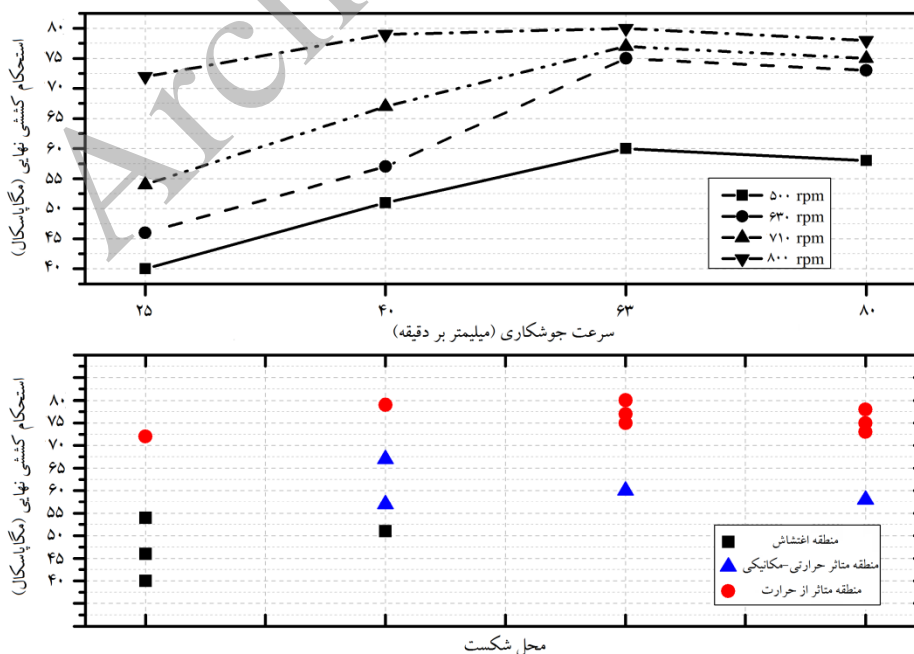 Archi
استحکام کششی نهایی (مگاپاسکال)
۸۰
۷۵
۷۰
۶۵
۶۰
۵۵
۵۰
۴۵
۴۰
۵۰۰ rpm
۶۳۰ rpm
۷۱۰ rpm
۸۰۰ rpm
۲۵ ۴۰ ۶۳ ۸۰
سرعت جوشکاری (میلیمتر بر دقیقه)
استحکام کششی نهایی (مگاپاسکال)
۸۰
۷۵
۷۰
۶۵
۶۰
۵۵
۵۰
۴۵
۴۰
منطقه اغتشاش
منطقه متاثر حرارتی-مکانیکی
منطقه متاثر از حرارت
محل شکست